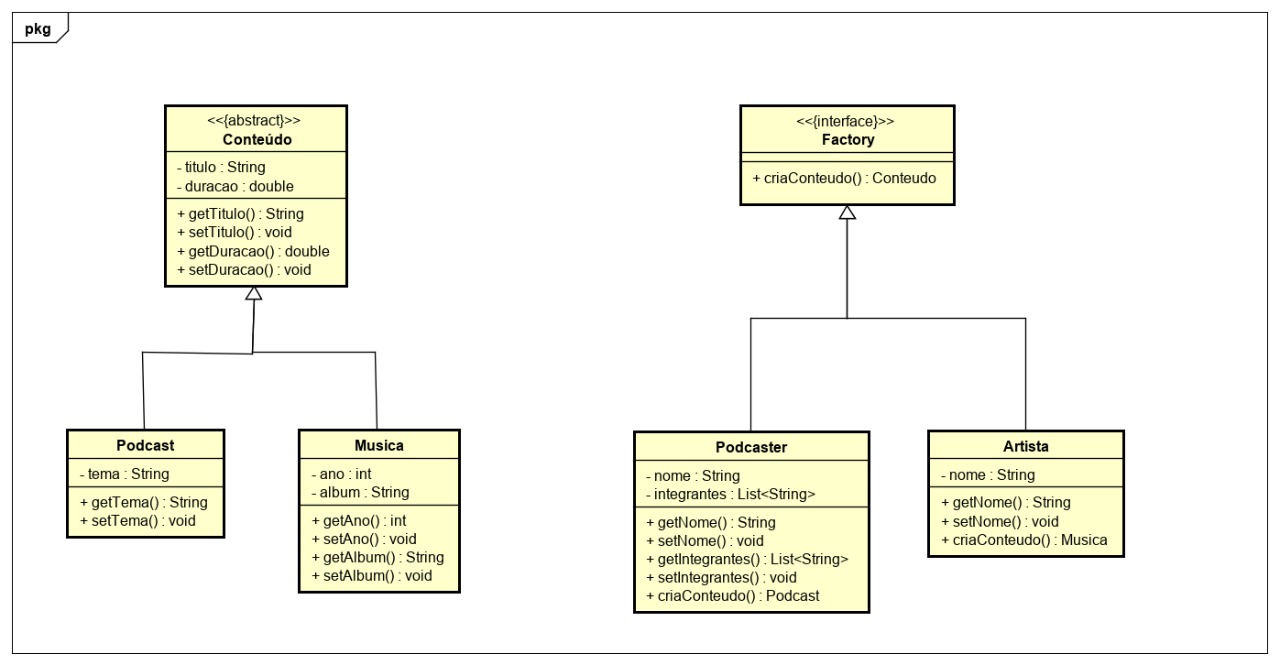 pkg
<<{abstract}>>
Conteúdo
- titulo : String
- duracao : double
+ getTitulo() : String
+ setTitulo() : void
+ getDuracao() : double
+ setDuracao() : void
<<{interface}>>
Factory
+ criaConteudo() : Conteudo
Podcast
- tema : String
+ getTema() : String
+ setTema() : void
Musica
- ano : int
- album : String
+ getAno() : int
+ setAno() : void
+ getAlbum() : String
+ setAlbum() : void
Podcaster
- nome : String
- integrantes : List<String>
+ getNome() : String
+ setNome() : void
+ getIntegrantes() : List<String>
+ setIntegrantes() : void
+ criaConteudo() : Podcast
Artista
- nome : String
+ getNome() : String
+ setNome() : void
+ criaConteudo() : Musica